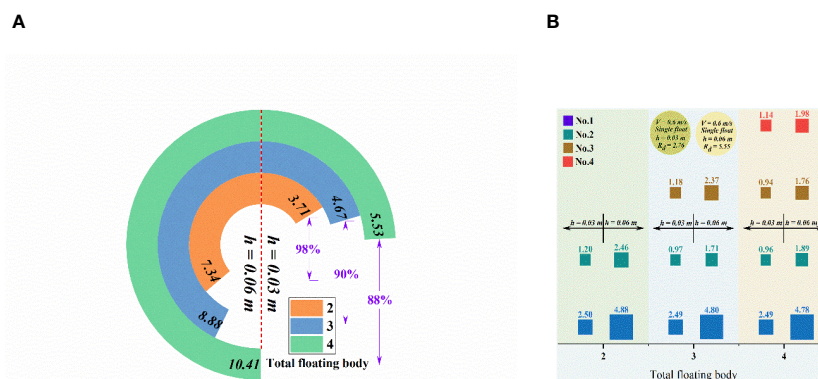 A
3.71
4.67
5.53
7.34
8.88
10.41
h = 0.06 m
h = 0.03 m
98%
90%
88%
2
3
4
Total floating body
B
No.1
No.2
No.3
No.4
V = 0.6 m/s
Single float
h = 0.03 m
Rd = 2.76
V = 0.6 m/s
Single float
h = 0.06 m
Rd = 5.55
1.14 1.98
1.18 2.37 0.94 1.76
h = 0.03 m h = 0.06 m h = 0.03 m h = 0.06 m h = 0.03 m h = 0.06 m
1.20 2.46 0.97 1.71 0.96 1.89
2.50 4.88 2.49 4.80 2.49 4.78
2 3 4
Total floating body